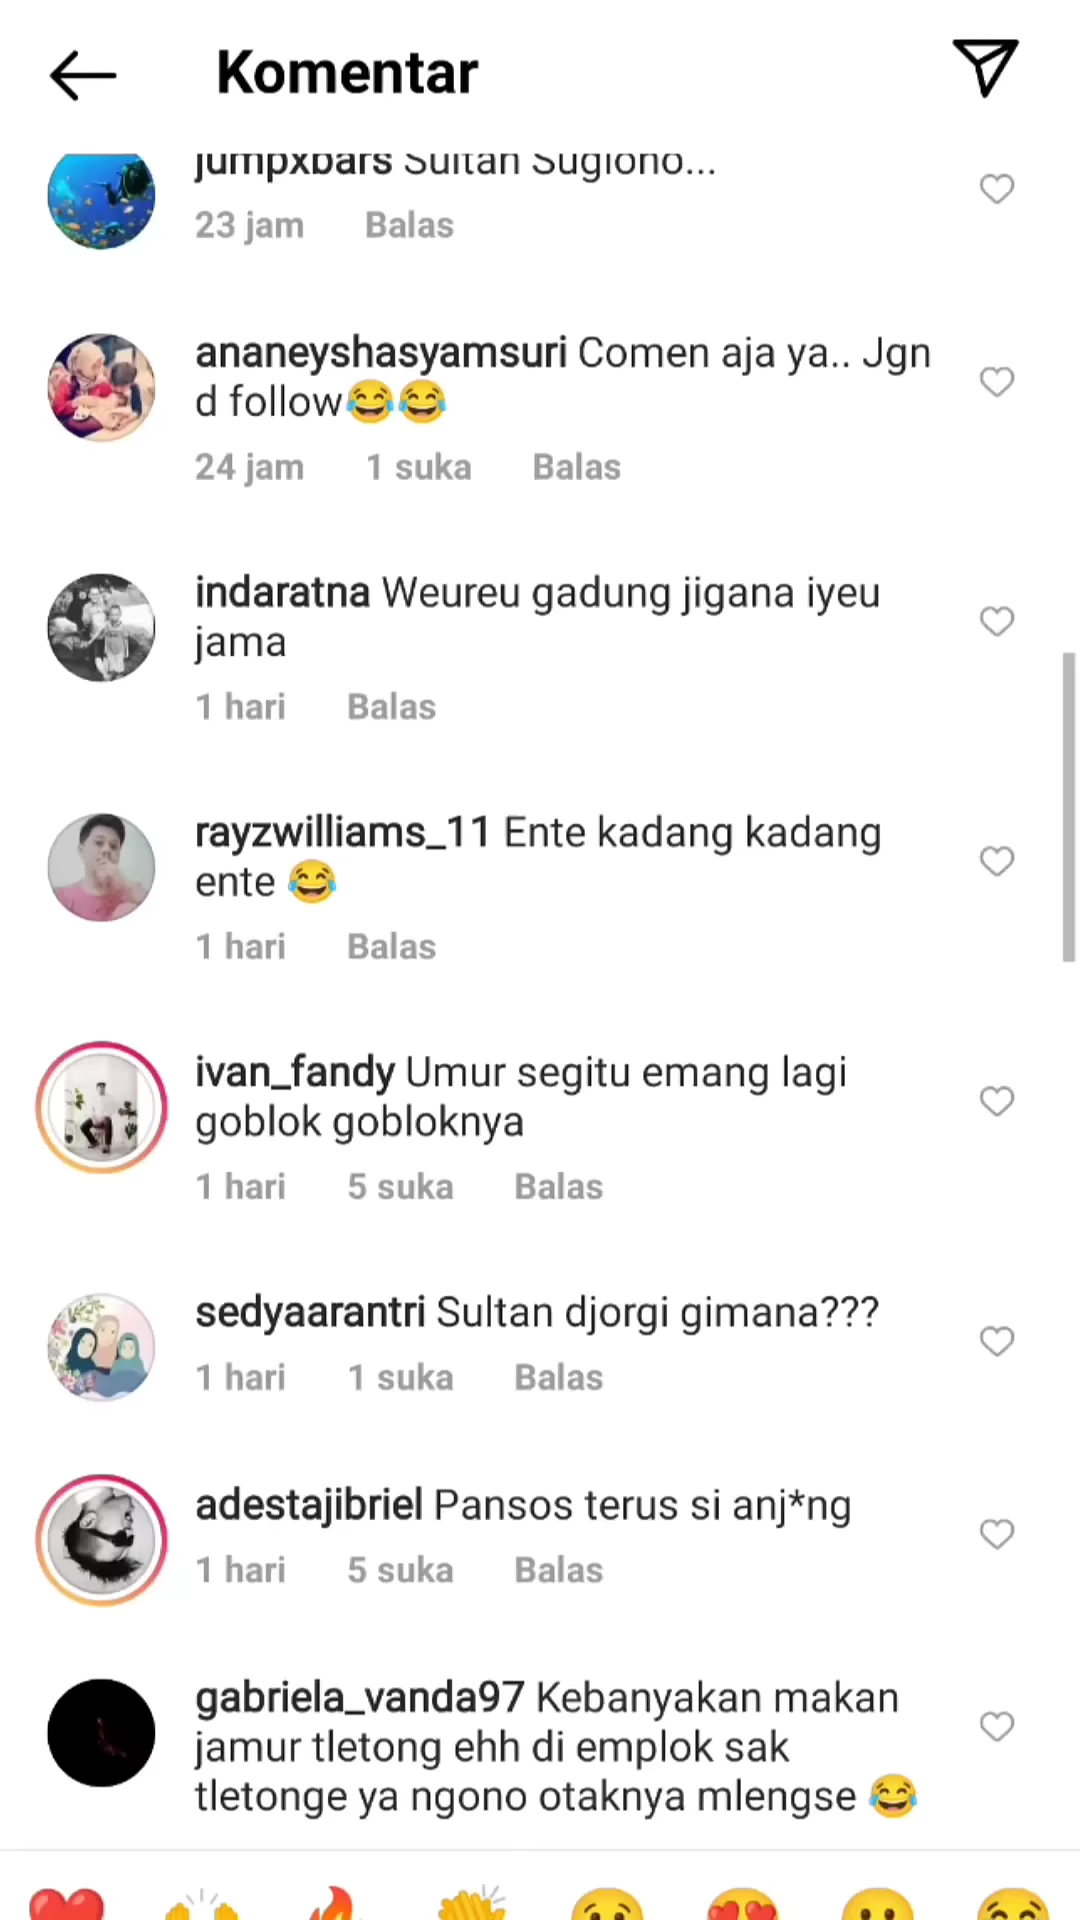 Komentar
jumpxbars Sultan Sugiono...
23 jam Balas
ananeyshasyamsuri Comen aja ya.. Jgn
d follow😂😂
24 jam 1 suka Balas
indaratna Weureu gadung jigana iyeu
jama
1 hari Balas
rayzwilliams_11 Ente kadang kadang
ente 😂
1 hari Balas
ivan_fandy Umur segitu emang lagi
goblok gobloknya
1 hari 5 suka Balas
sedyaarantri Sultan djorgi gimana???
1 hari 1 suka Balas
adestajibriel Pansos terus si anj*ng
1 hari 5 suka Balas
gabriela_vanda97 Kebanyakan makan
jamur tletong ehh di emplok sak
tletonge ya ngono otaknya mlengse 😂